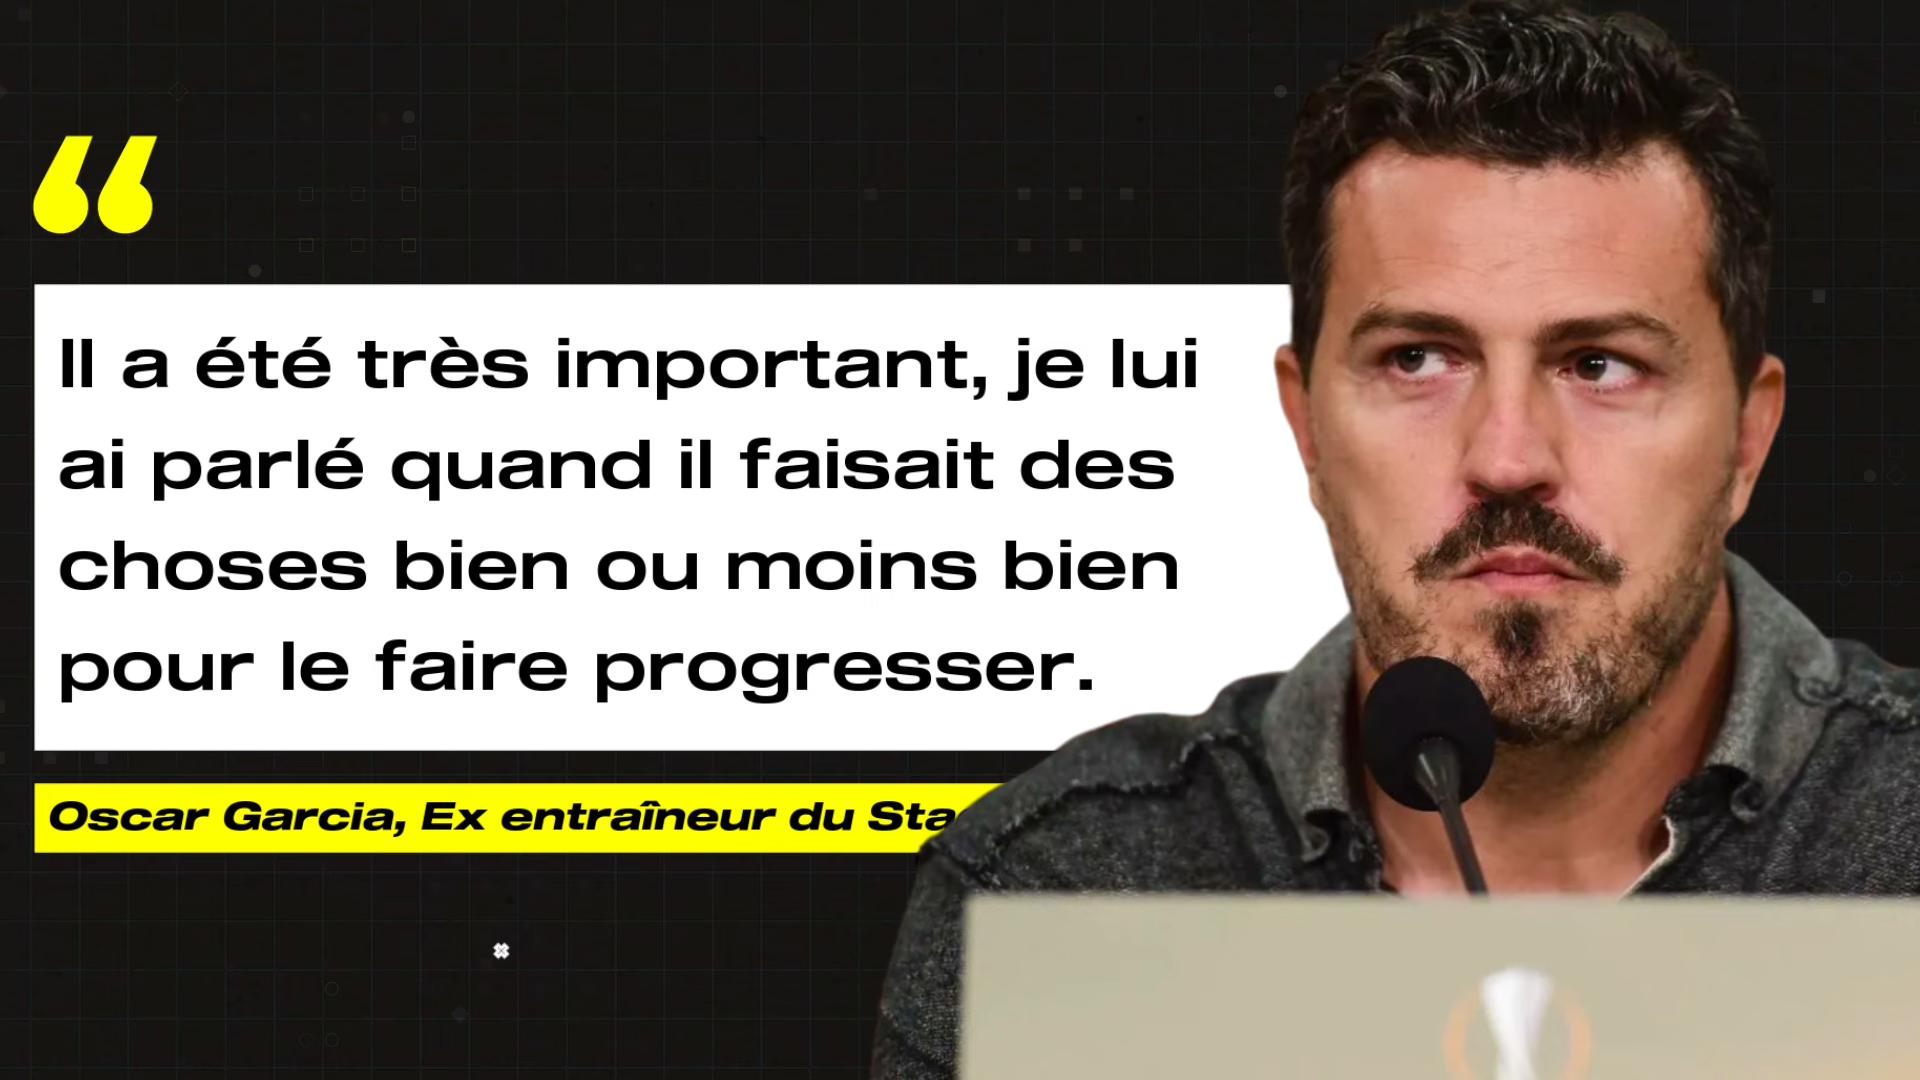 “
Il a été très important, je lui
ai parlé quand il faisait des
choses bien ou moins bien
pour le faire progresser.
Oscar Garcia, Ex entraîneur du